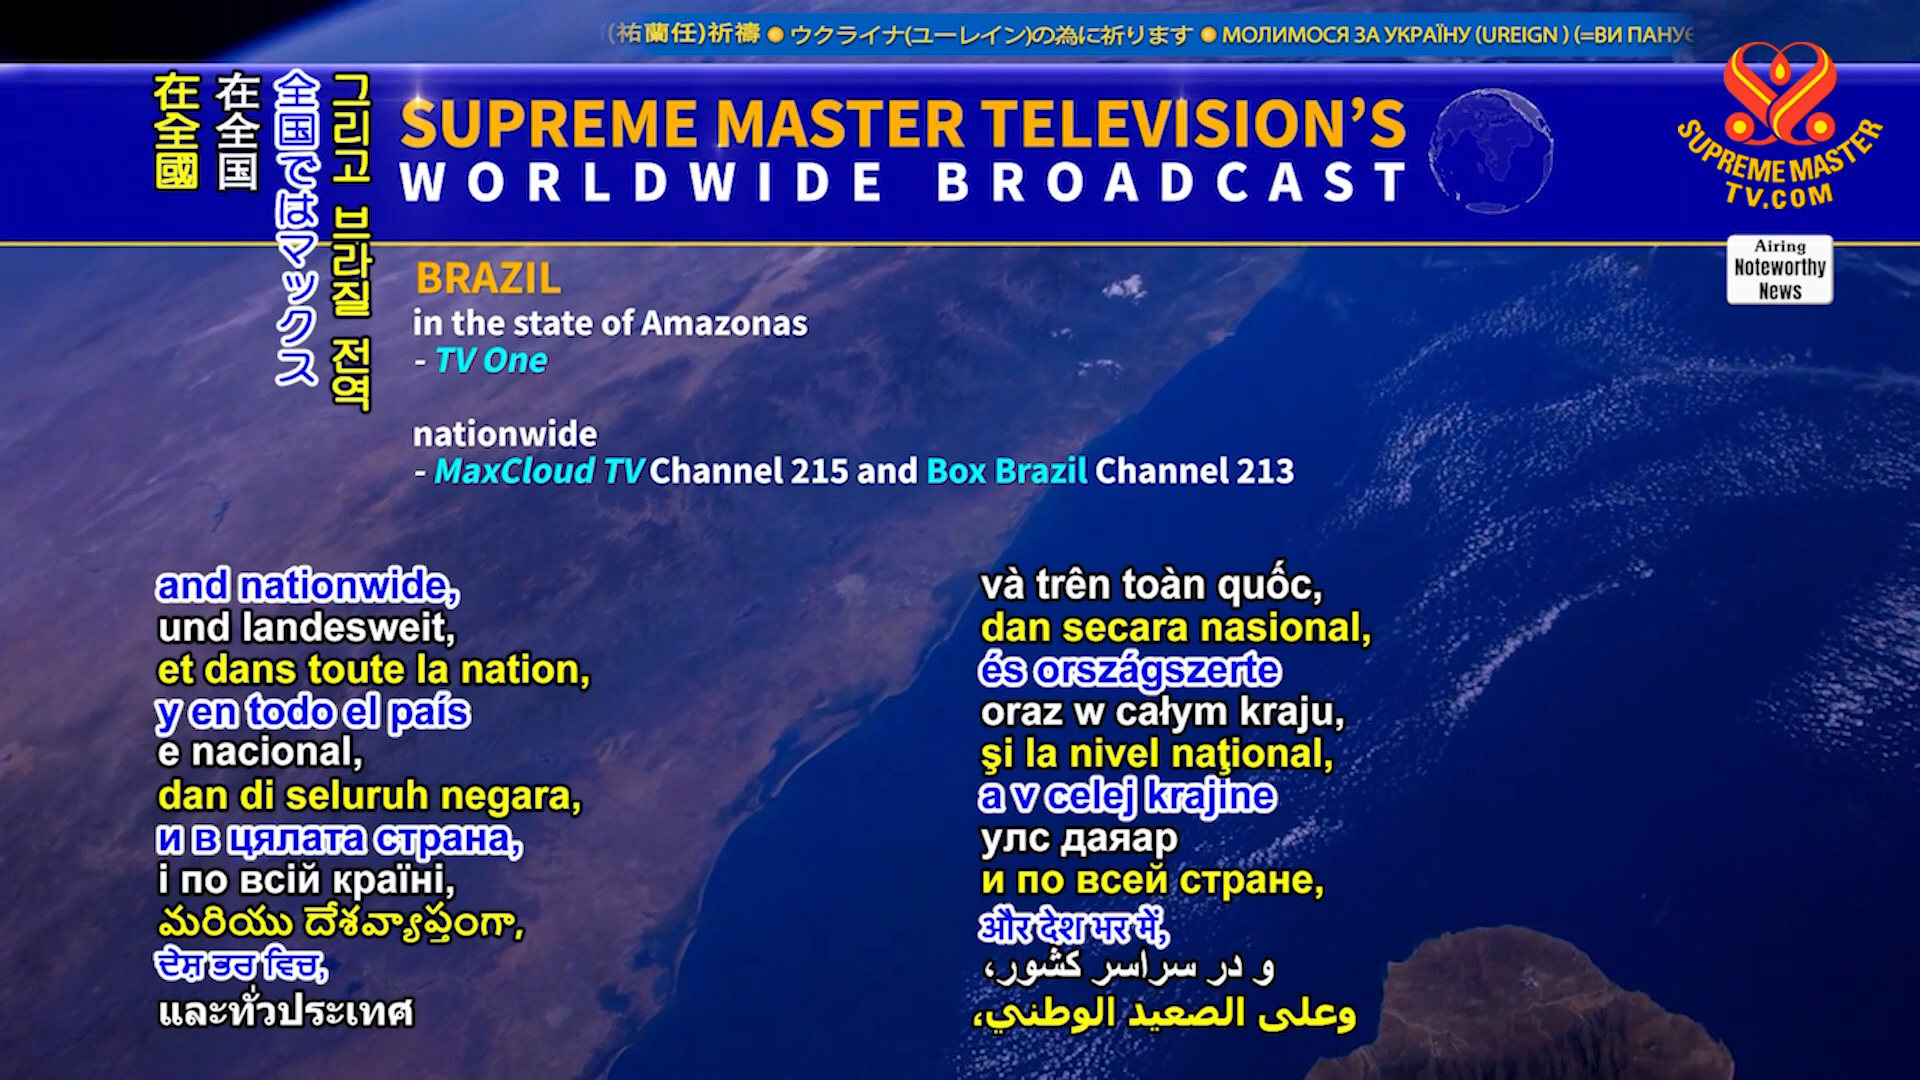 (祐蘭任)祈禱 ● ウクライナ(ユーレイン)の為に祈ります ● МОЛИМОСЯ ЗА УКРАЇНУ (UREIGN ) (=ВИ ПАНУЄ
SUPREME MASTER TV.COM
SUPREME MASTER TELEVISION'S
WORLDWIDE BROADCAST
Airing
Noteworthy
News
在全國
在全国
全国ではマックス
그리고 브라질 전역
BRAZIL
in the state of Amazonas
- TV One
nationwide
- MaxCloud TV Channel 215 and Box Brazil Channel 213
and nationwide,
und landesweit,
et dans toute la nation,
y en todo el país
e nacional,
dan di seluruh negara,
и в цялата страна,
і по всій країні,
మరియు దేశవ్యాప్తంగా,
ਦੇਸ਼ ਭਰ ਵਿਚ,
และทั่วประเทศ
và trên toàn quốc,
dan secara nasional,
és országszerte
oraz w całym kraju,
şi la nivel naţional,
a v celej krajine
улс даяар
и по всей стране,
और देश भर में,
و در سراسر کشور،
وعلى الصعيد الوطني،